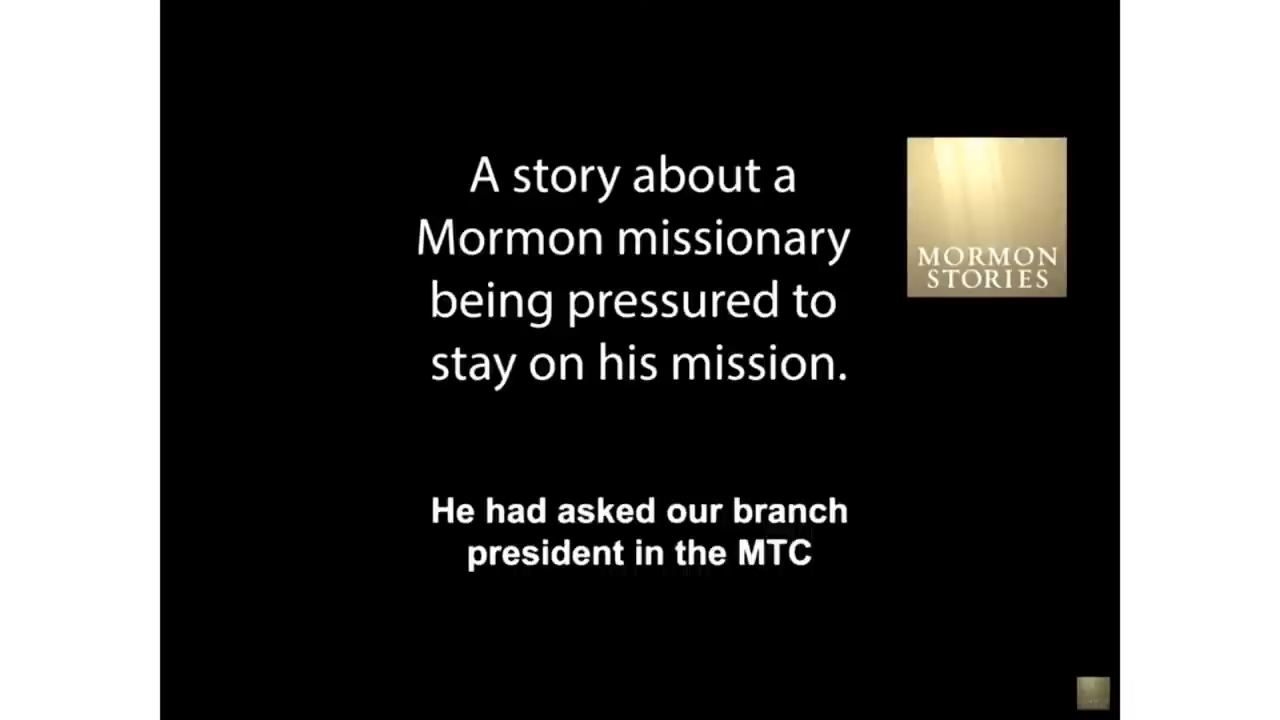 A story about a
Mormon missionary
being pressured to
stay on his mission.
MORMON
STORIES
He had asked our branch
president in the MTC